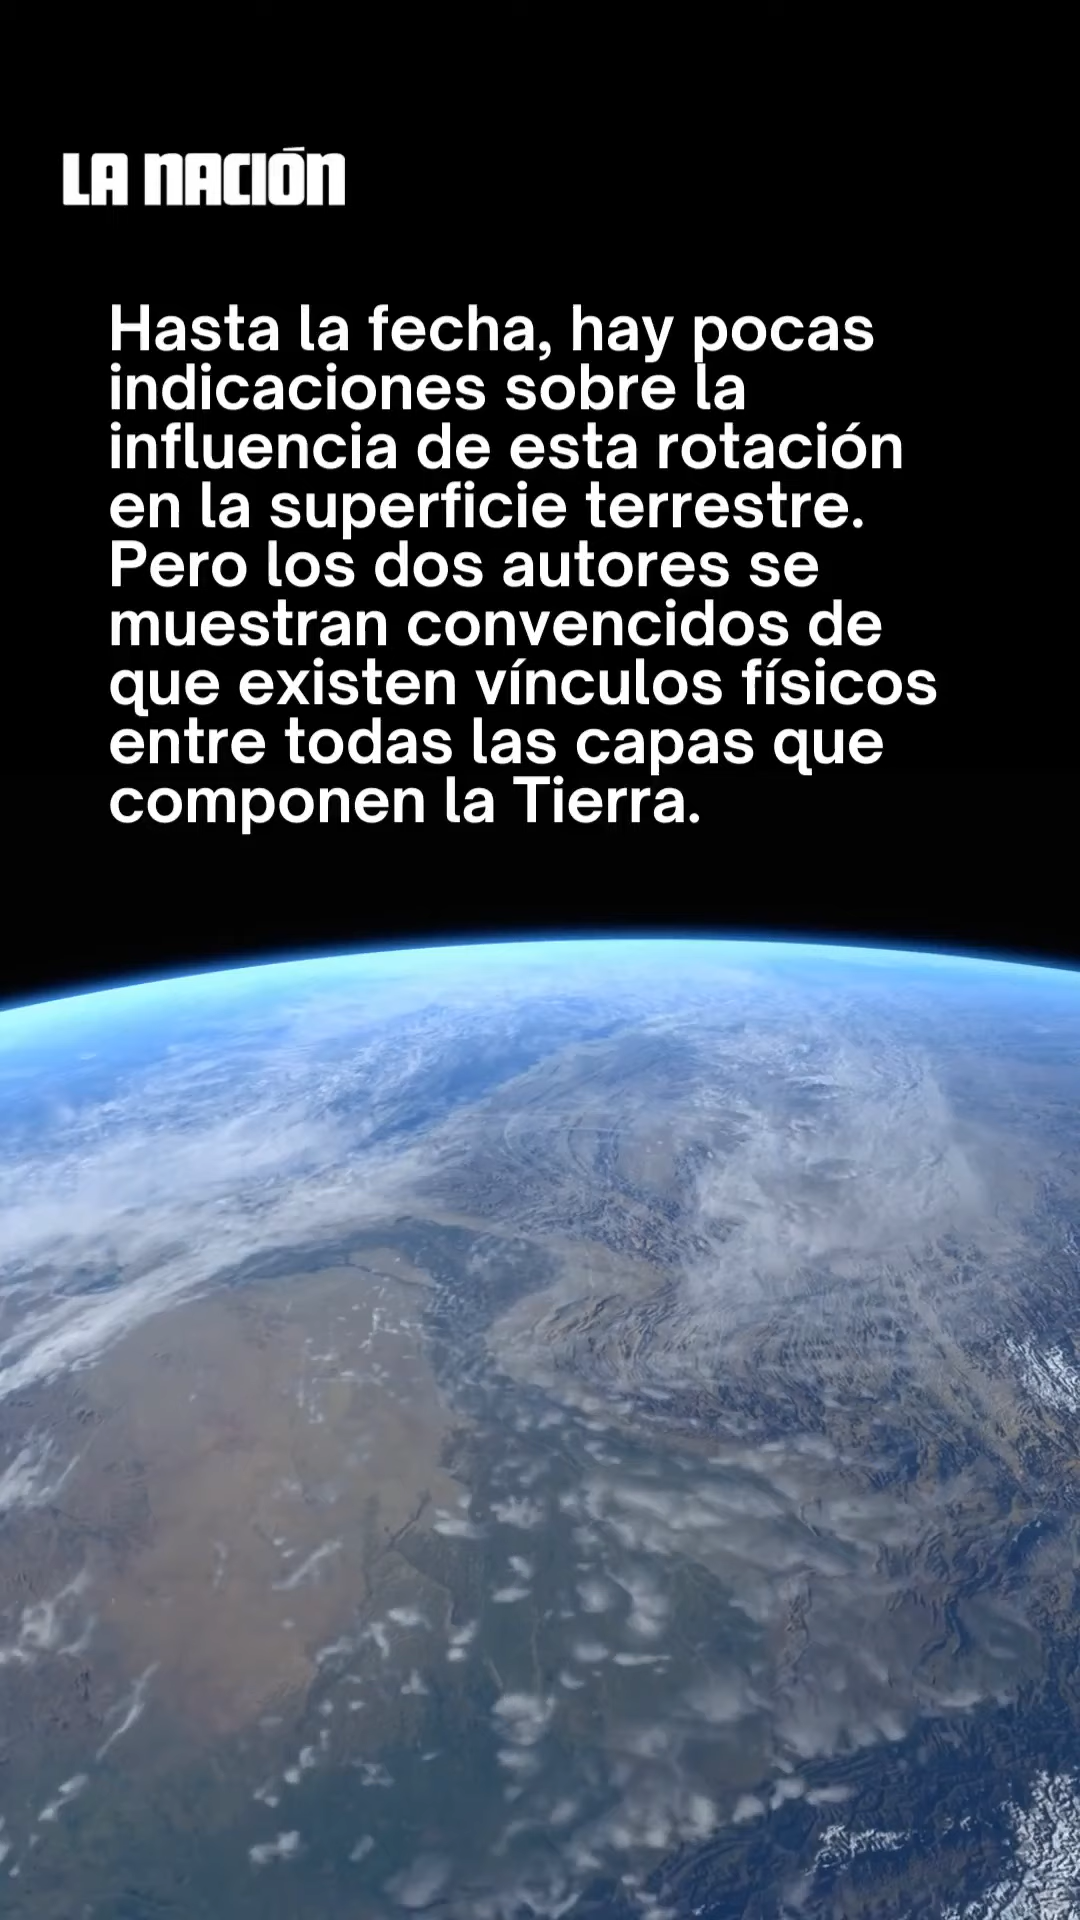 LA NACIÓN
Hasta la fecha, hay pocas
indicaciones sobre la
influencia de esta rotación
en la superficie terrestre.
Pero los dos autores se
muestran convencidos de
que existen vínculos físicos
entre todas las capas que
componen la Tierra.